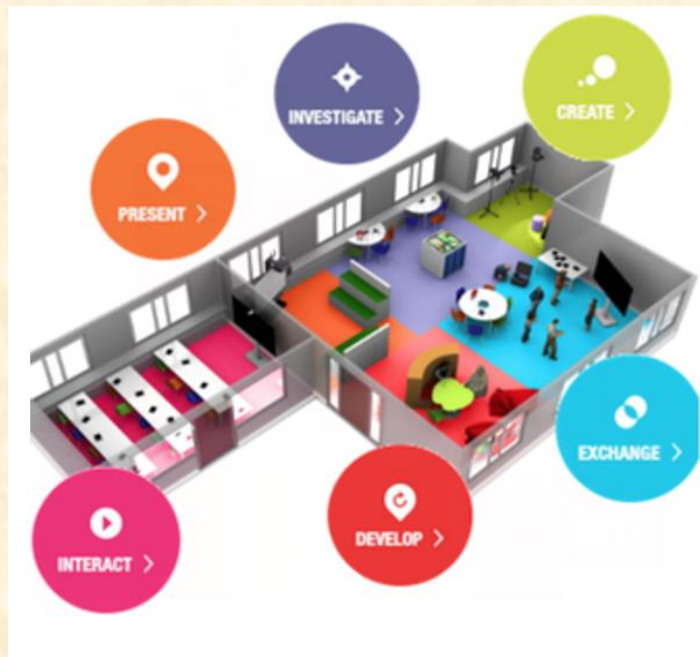 INVESTIGATE >
CREATE >
PRESENT >
EXCHANGE >
DEVELOP >
INTERACT >